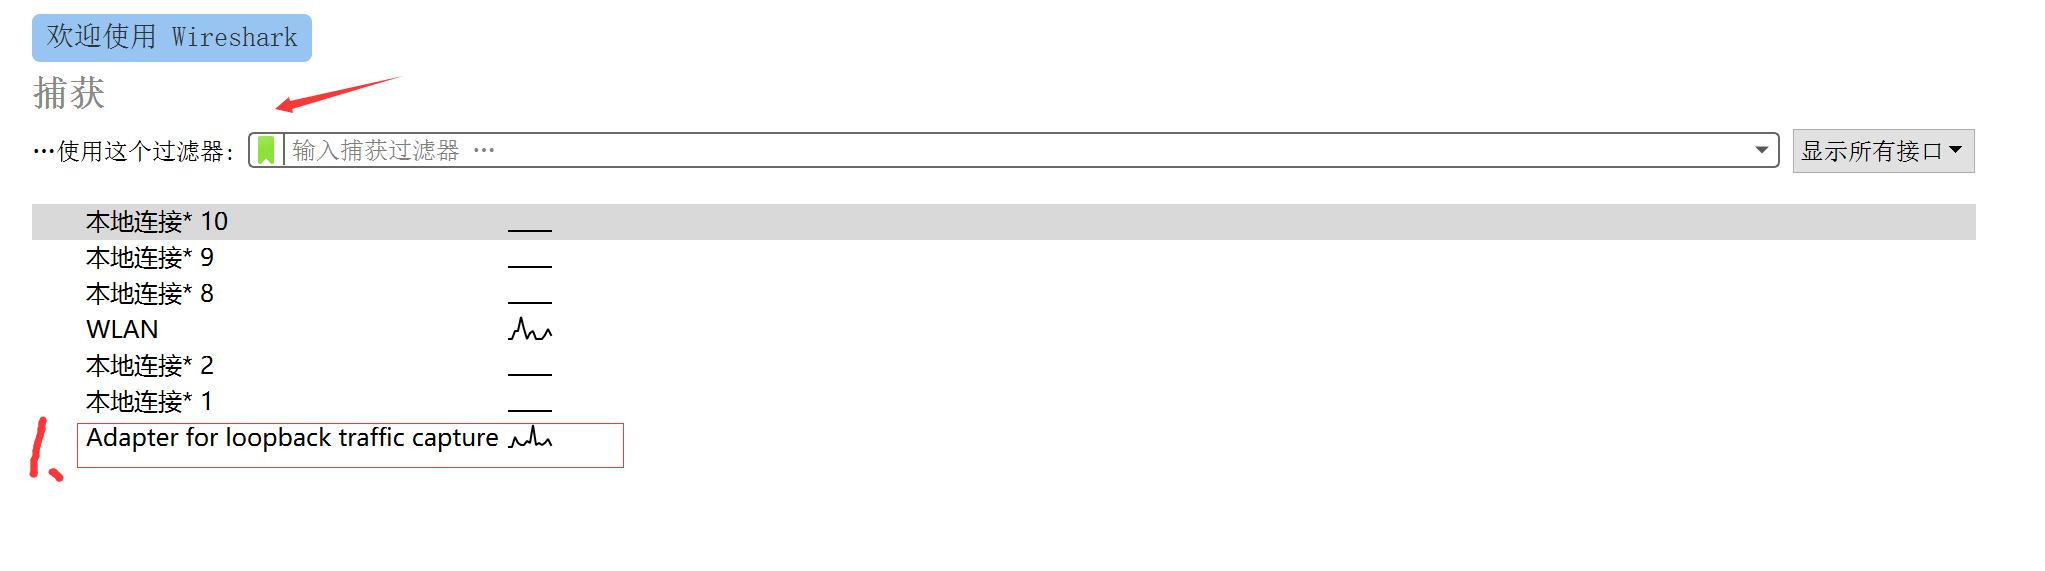 欢迎使用 Wireshark
捕获
…使用这个过滤器: 输入捕获过滤器 … 显示所有接口
本地连接* 10
本地连接* 9
本地连接* 8
WLAN
本地连接* 2
本地连接* 1
1、 Adapter for loopback traffic capture